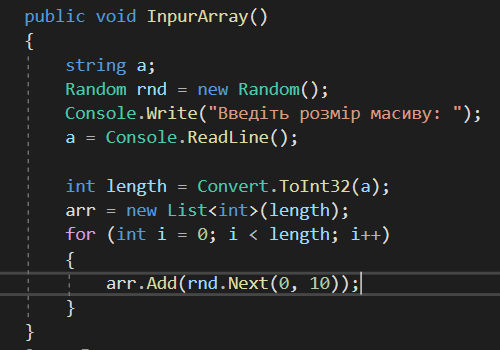 public void InpurArray()
{
string a;
Random rnd = new Random();
Console.Write("Введіть розмір масиву: ");
a = Console.ReadLine();
int length = Convert.ToInt32(a);
arr = new List<int>(length);
for (int i = 0; i < length; i++)
{
arr.Add(rnd.Next(0, 10));
}
}